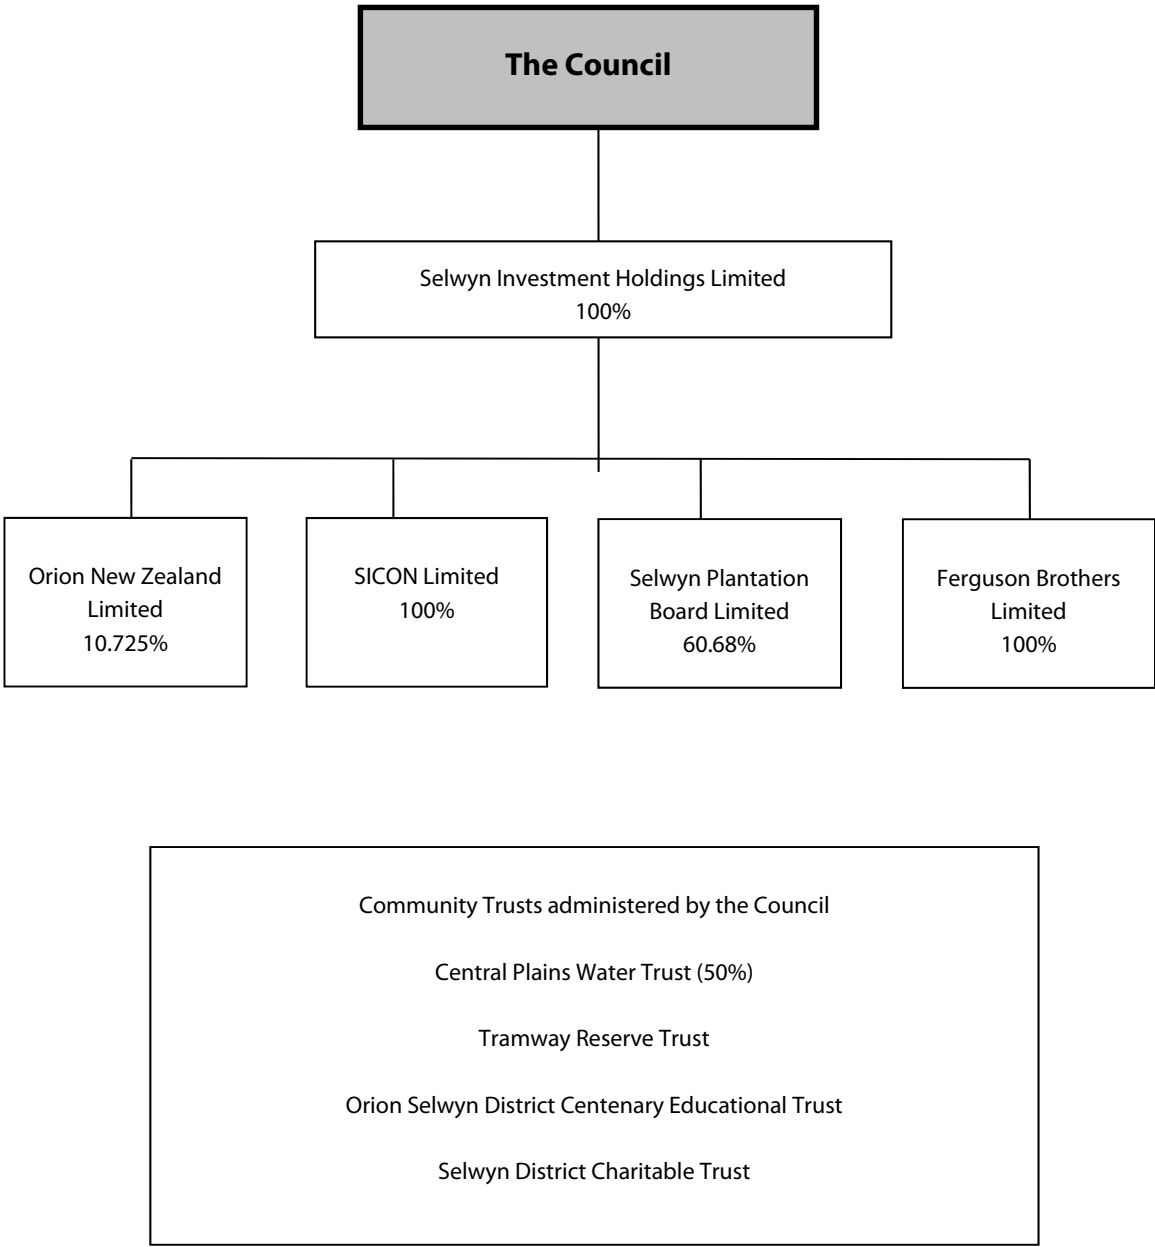 The Council
Selwyn Investment Holdings Limited
100%
Orion New Zealand
Limited
10.725%
SICON Limited
100%
Selwyn Plantation
Board Limited
60.68%
Ferguson Brothers
Limited
100%
Community Trusts administered by the Council
Central Plains Water Trust (50%)
Tramway Reserve Trust
Orion Selwyn District Centenary Educational Trust
Selwyn District Charitable Trust